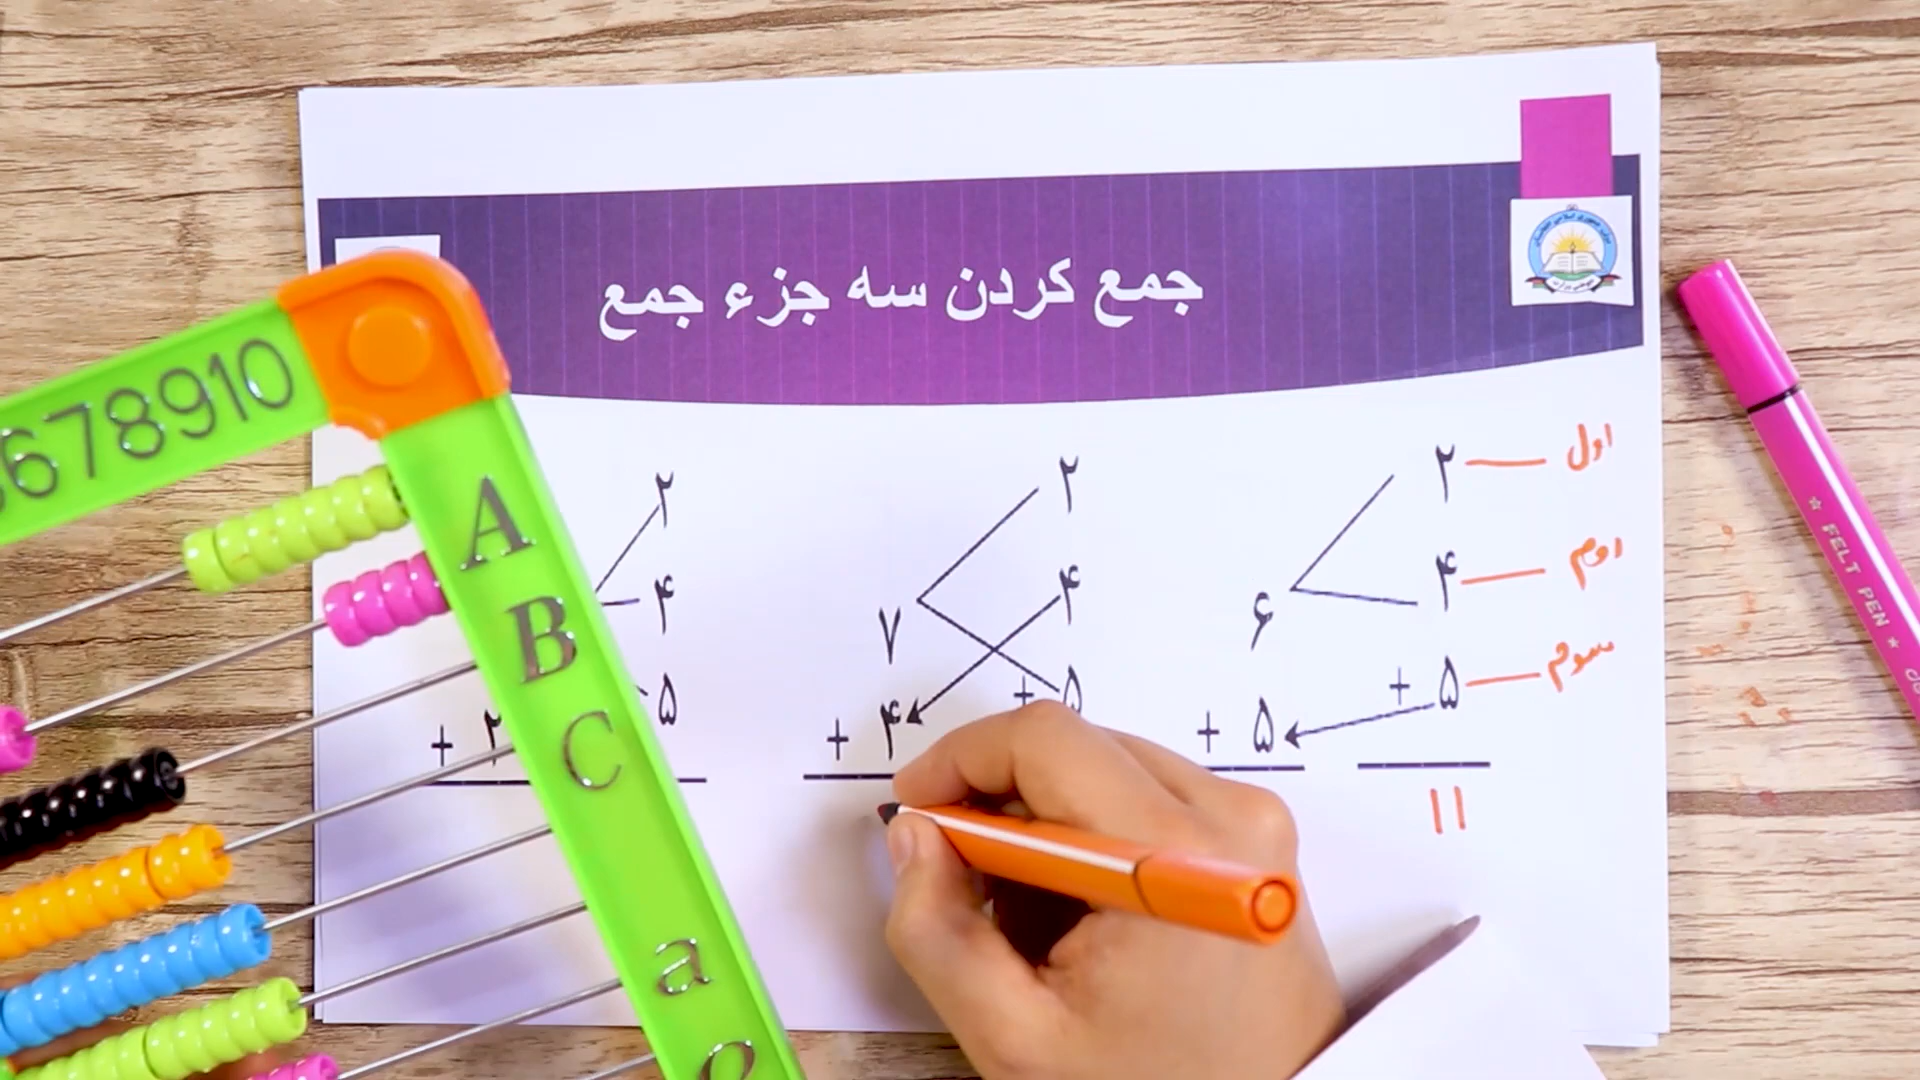 جمع کردن سه جزء جمع
۲ — اول
۴ — دوم
۶
+ ۵ — سوم
+ ۵
۱۱
۲
۴
۷
+ ۵
+ ۴
۲
۴
۵
+ ۲
678910
A
B
C
a
FELT PEN